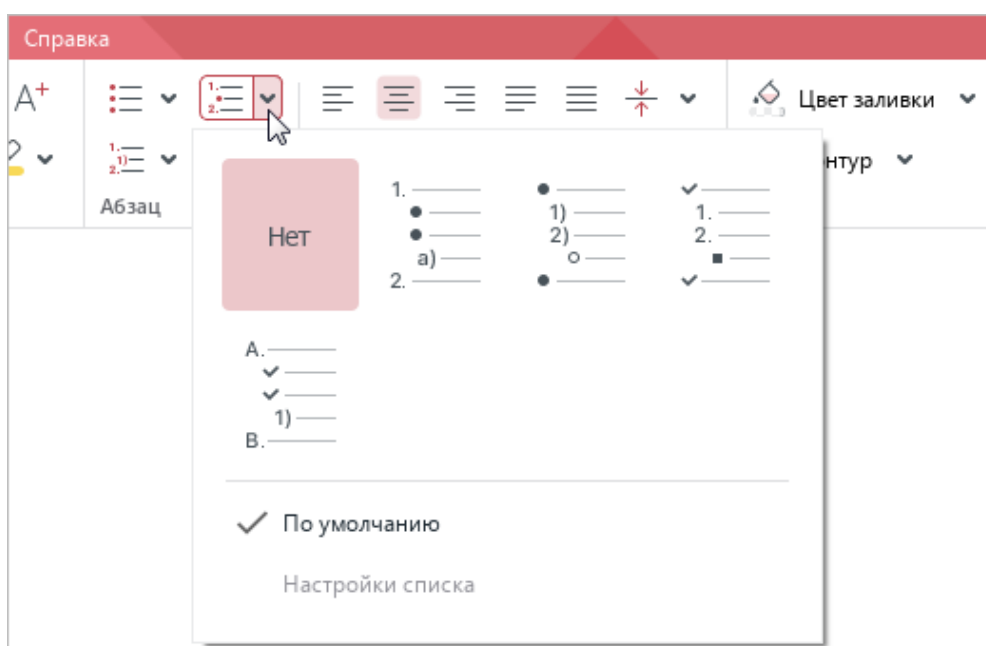 Справка
A+
Цвет заливки
нтур
Абзац
Нет
1.
a)
2.
1)
2)
1.
2.
A.
1)
B.
По умолчанию
Настройки списка